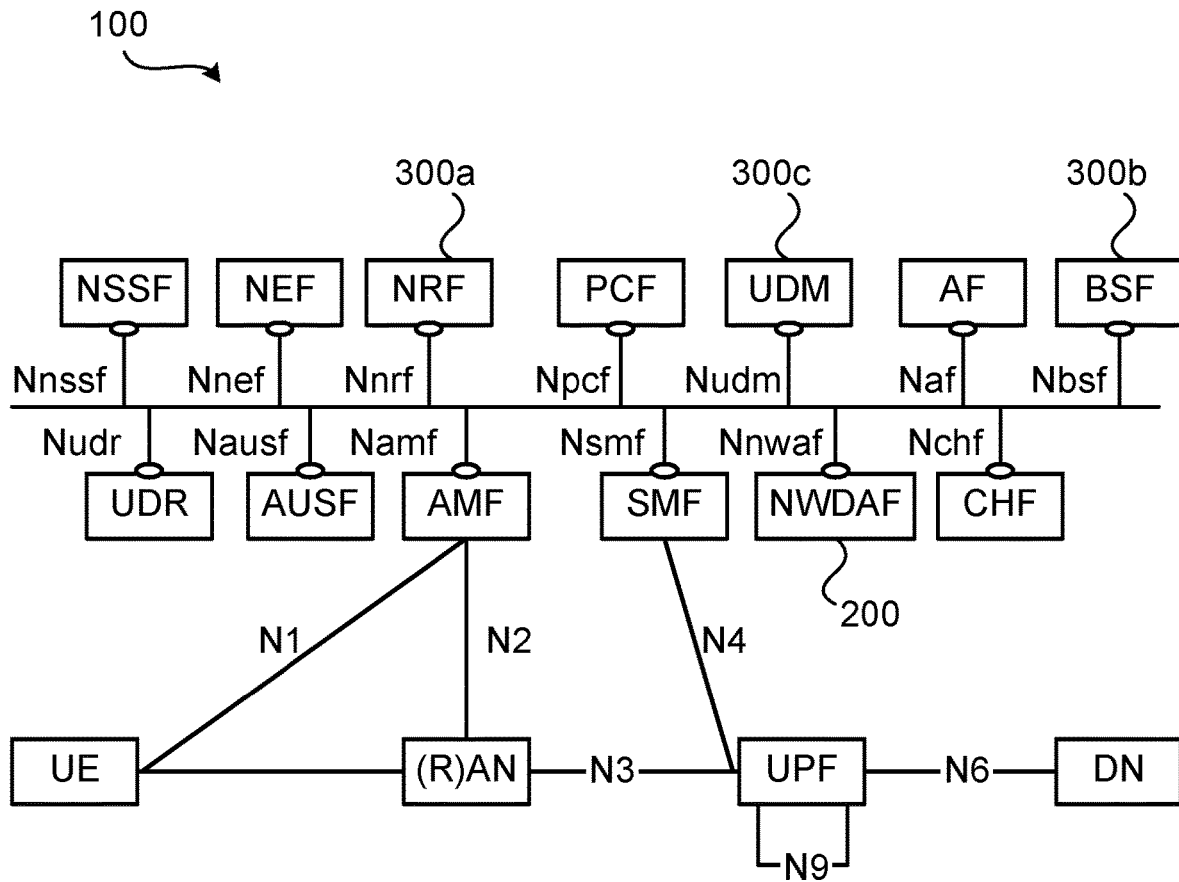 100
300a 300c 300b
NSSF NEF NRF PCF UDM AF BSF
Nnssf Nnef Nnrf Npcf Nudm Naf Nbsf
Nudr Nausf Namf Nsmf Nnwaf Nchf
UDR AUSF AMF SMF NWDAF CHF
200
N1 N2 N4
UE (R)AN N3 UPF N6 DN
N9